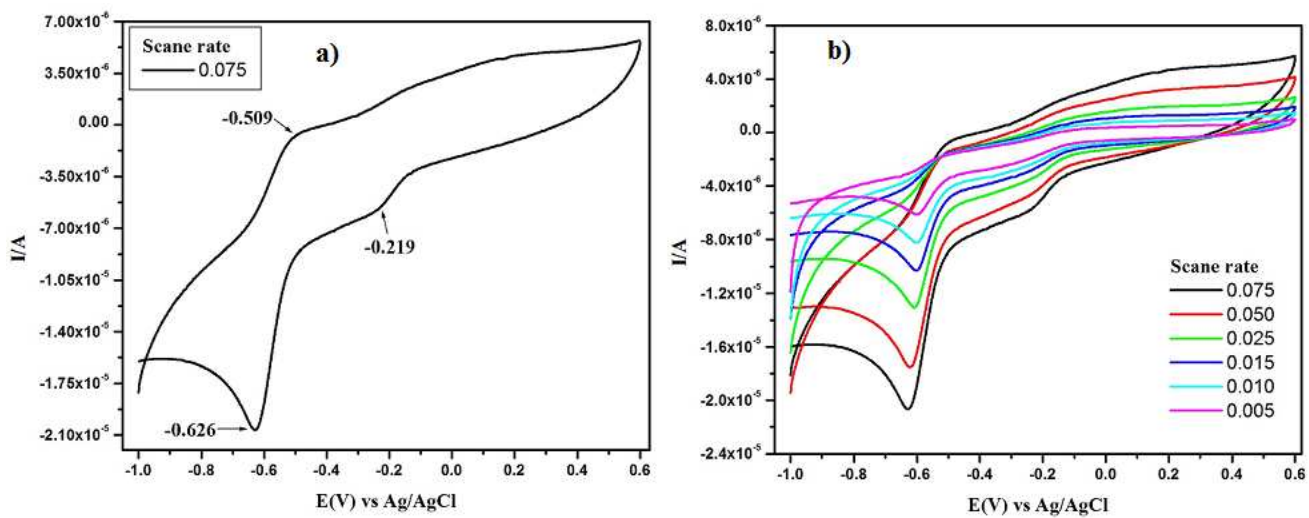 a)
Scane rate
0.075
7.00x10⁻⁶
3.50x10⁻⁶
0.00
-3.50x10⁻⁶
-7.00x10⁻⁶
-1.05x10⁻⁵
-1.40x10⁻⁵
-1.75x10⁻⁵
-2.10x10⁻⁵
I/A
-0.509
-0.219
-0.626
-1.0 -0.8 -0.6 -0.4 -0.2 0.0 0.2 0.4 0.6
E(V) vs Ag/AgCl
b)
8.0x10⁻⁶
4.0x10⁻⁶
0.0
-4.0x10⁻⁶
-8.0x10⁻⁶
-1.2x10⁻⁵
-1.6x10⁻⁵
-2.0x10⁻⁵
-2.4x10⁻⁵
I/A
Scane rate
0.075
0.050
0.025
0.015
0.010
0.005
-1.0 -0.8 -0.6 -0.4 -0.2 0.0 0.2 0.4 0.6
E(V) vs Ag/AgCl